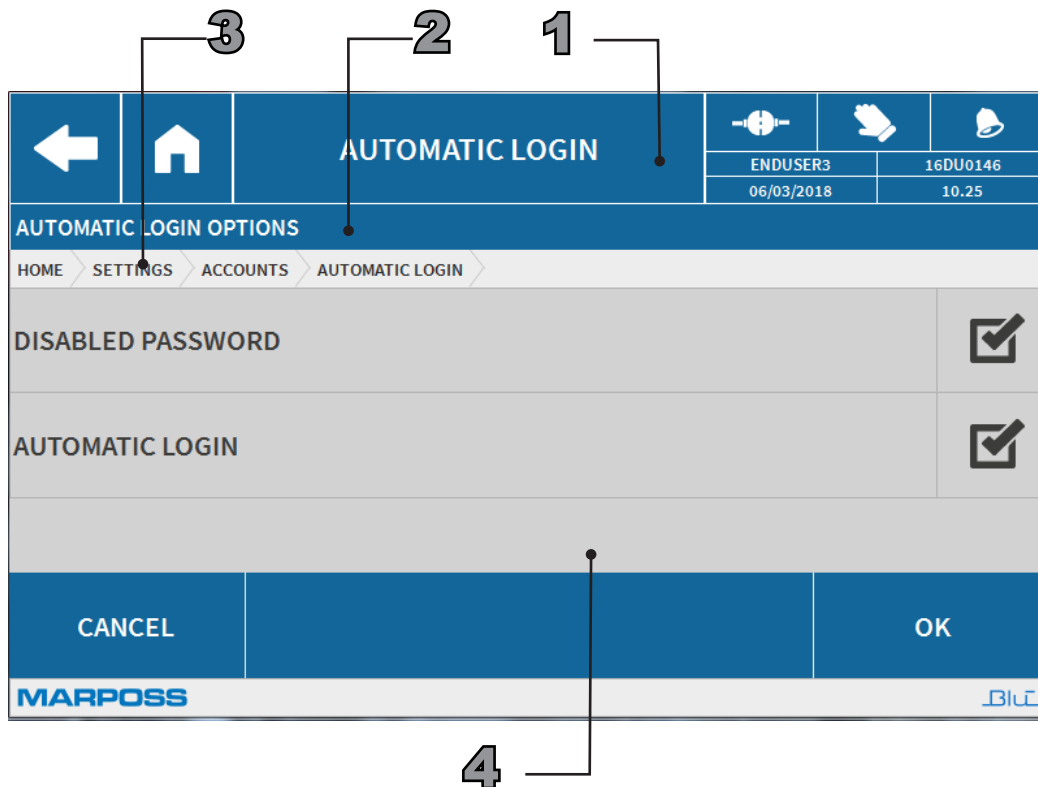 3 2 1
AUTOMATIC LOGIN
ENDUSER3 16DU0146
06/03/2018 10.25
AUTOMATIC LOGIN OPTIONS
HOME SETTINGS ACCOUNTS AUTOMATIC LOGIN
DISABLED PASSWORD
AUTOMATIC LOGIN
CANCEL OK
MARPOSS Blú
4